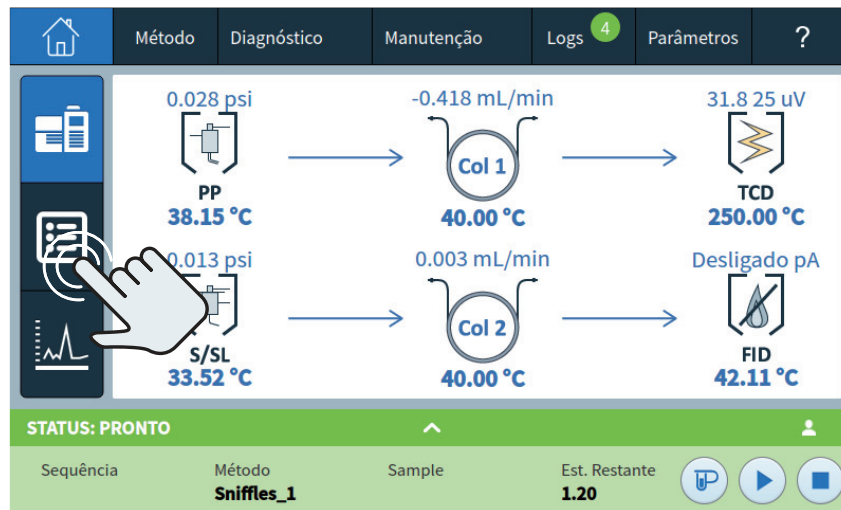 Método Diagnóstico Manutenção Logs 4 Parâmetros ?
0.028 psi -0.418 mL/min 31.8 25 uV
Col 1
PP TCD
38.15 °C 40.00 °C 250.00 °C
0.013 psi 0.003 mL/min Desligado pA
Col 2
S/SL FID
33.52 °C 40.00 °C 42.11 °C
STATUS: PRONTO
Sequência Método Sample Est. Restante
Sniffles_1 1.20